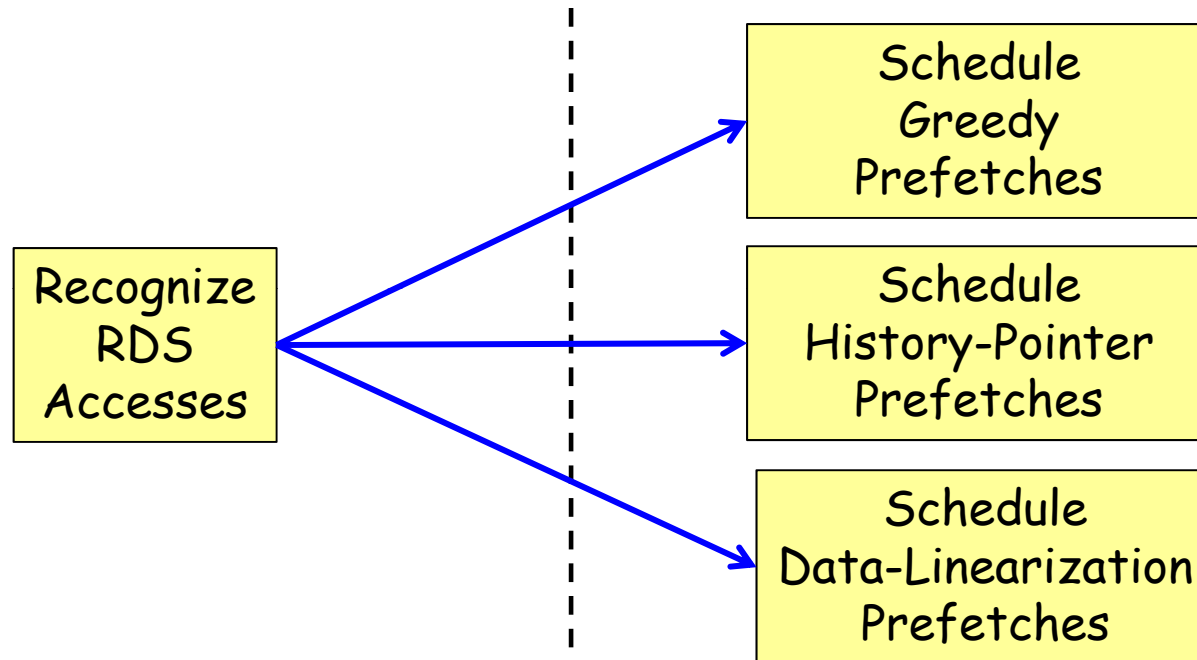 Recognize
RDS
Accesses
Schedule
Greedy
Prefetches
Schedule
History-Pointer
Prefetches
Schedule
Data-Linearization
Prefetches